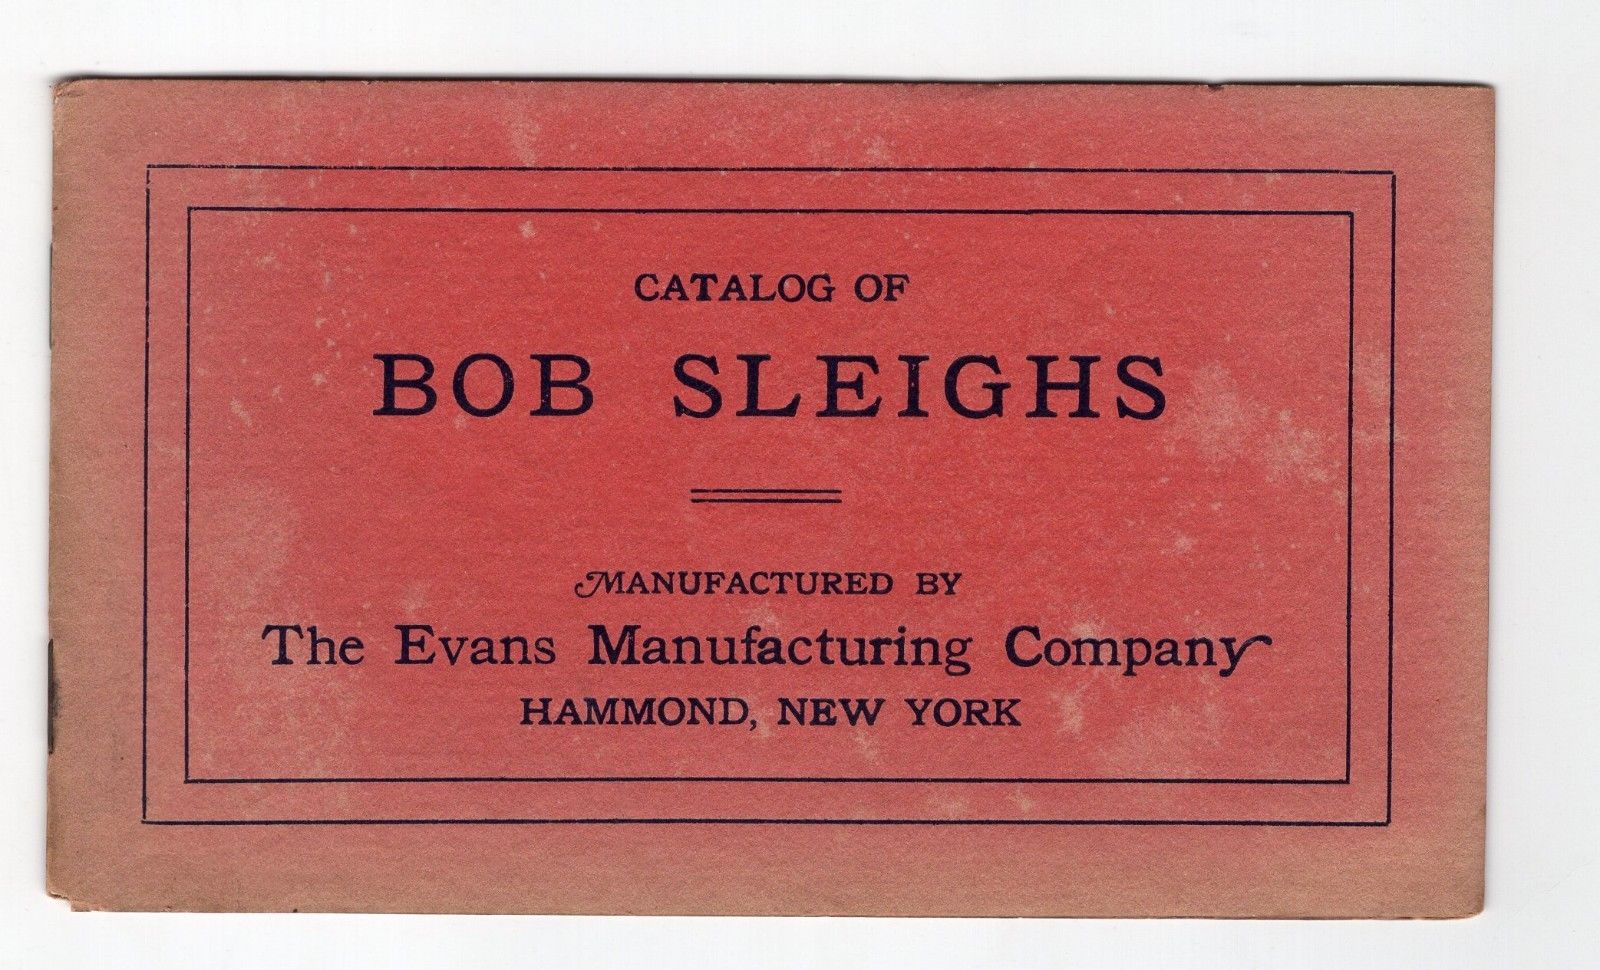 CATALOG OF
BOB SLEIGHS
MANUFACTURED BY
The Evans Manufacturing Company
HAMMOND, NEW YORK